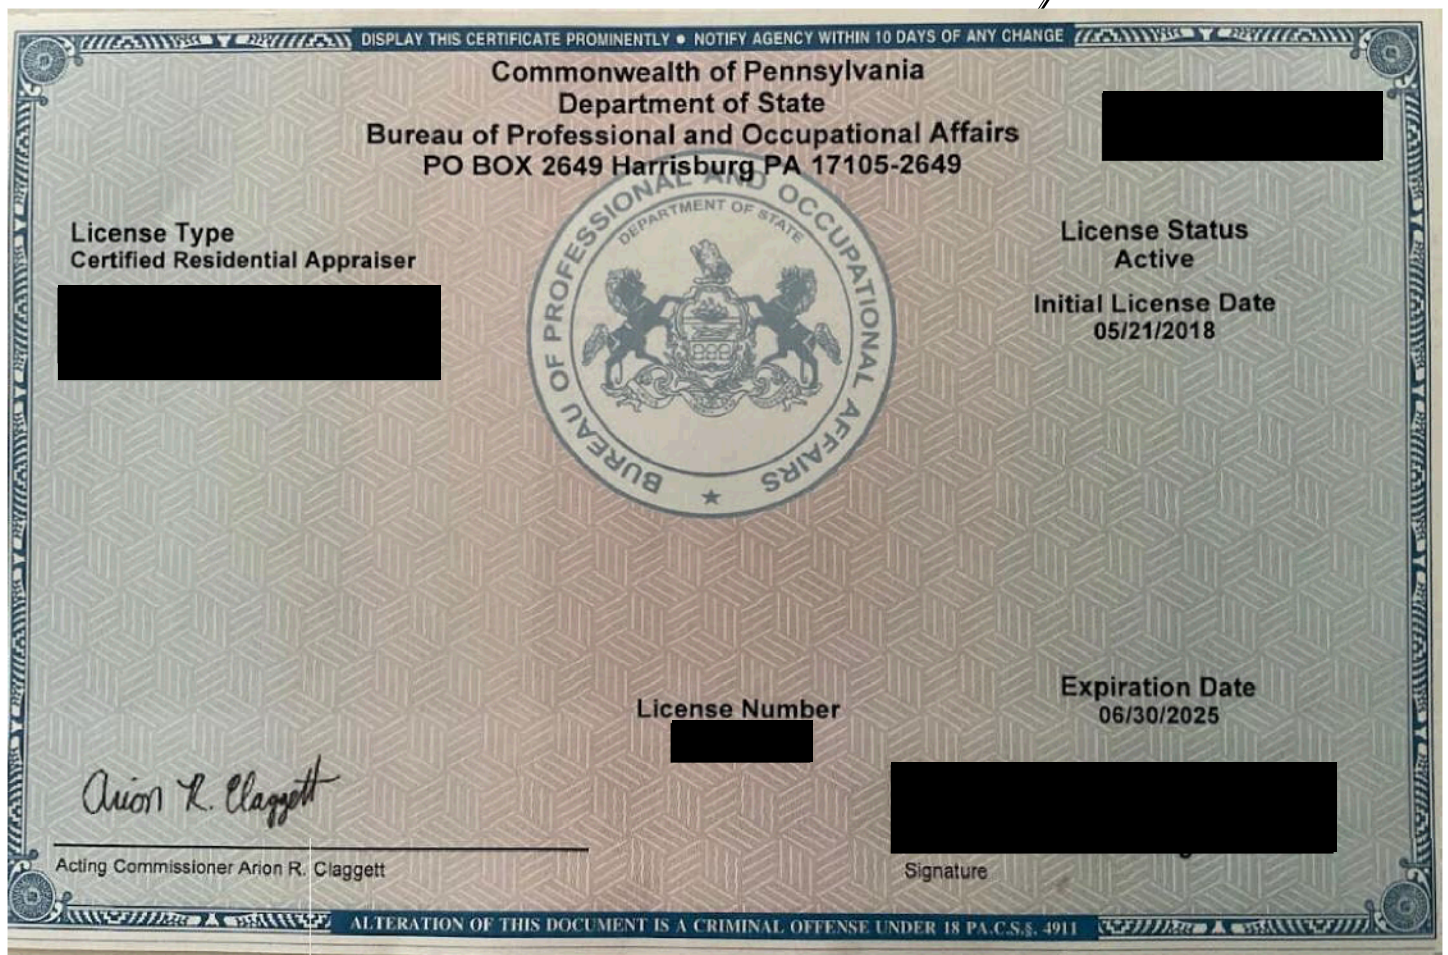 DISPLAY THIS CERTIFICATE PROMINENTLY ● NOTIFY AGENCY WITHIN 10 DAYS OF ANY CHANGE
Commonwealth of Pennsylvania
Department of State
Bureau of Professional and Occupational Affairs
PO BOX 2649 Harrisburg PA 17105-2649
BUREAU OF PROFESSIONAL AND OCCUPATIONAL AFFAIRS
DEPARTMENT OF STATE
License Type
Certified Residential Appraiser
License Status
Active
Initial License Date
05/21/2018
Expiration Date
06/30/2025
License Number
Arion R. Claggett
Acting Commissioner Arion R. Claggett
Signature
ALTERATION OF THIS DOCUMENT IS A CRIMINAL OFFENSE UNDER 18 PA.C.S.§. 4911